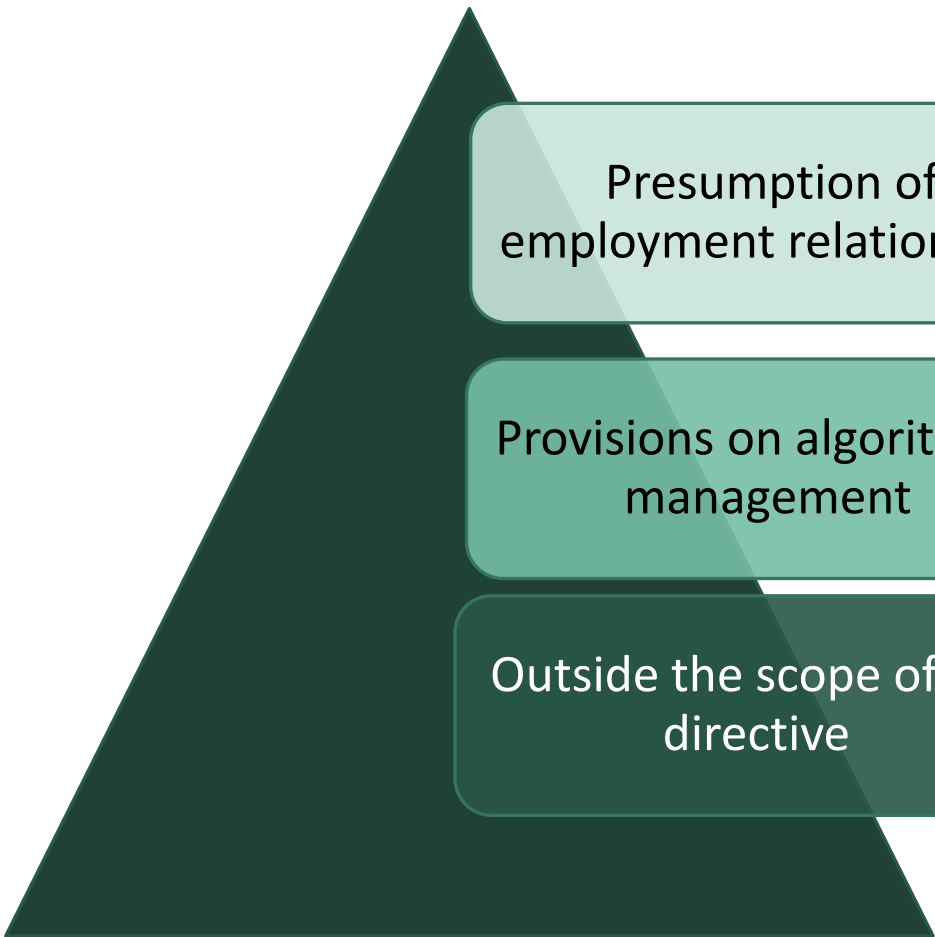 Presumption of
employment relation
Provisions on algorit
management
Outside the scope of
directive